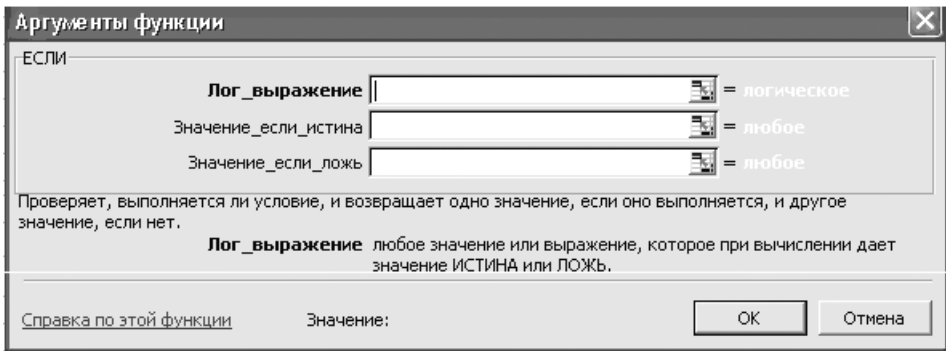 Аргументы функции
ЕСЛИ
Лог_выражение = логическое
Значение_если_истина = любое
Значение_если_ложь = любое
Проверяет, выполняется ли условие, и возвращает одно значение, если оно выполняется, и другое
значение, если нет.
Лог_выражение любое значение или выражение, которое при вычислении дает
значение ИСТИНА или ЛОЖЬ.
Справка по этой функции Значение: ОК Отмена